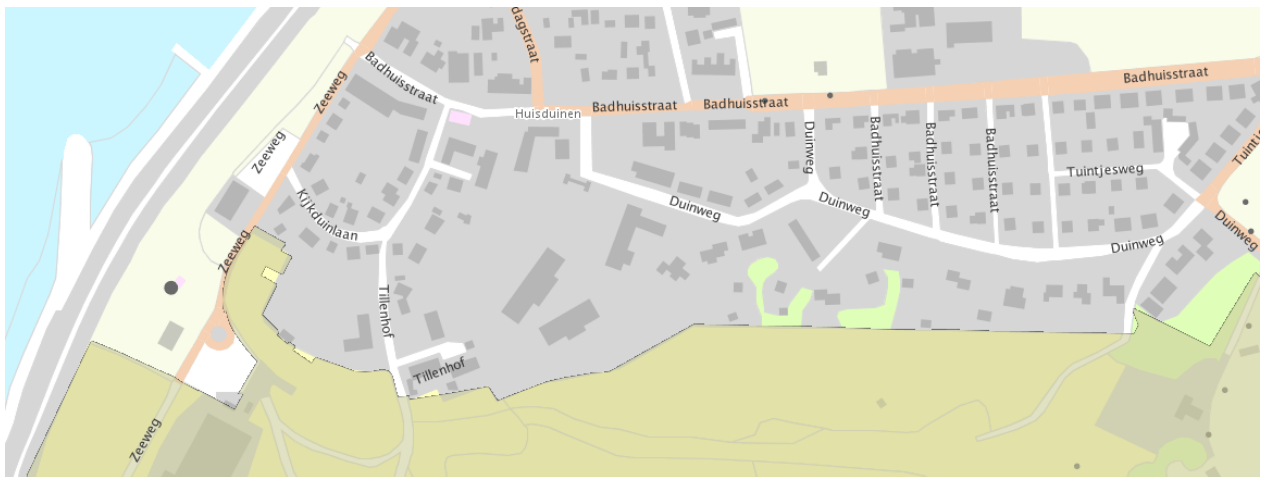 dagstraat
Zeeweg
Badhuisstraat
Huisduinen
Badhuisstraat
Badhuisstraat
Badhuisstraat
Zeeweg
Duinweg
Badhuisstraat
Badhuisstraat
Badhuisstraat
Tuintjesweg
Tuintje
Kijkduinlaan
Duinweg
Duinweg
Duinweg
Duinweg
Zeeweg
Tillenhof
Tillenhof
Zeeweg